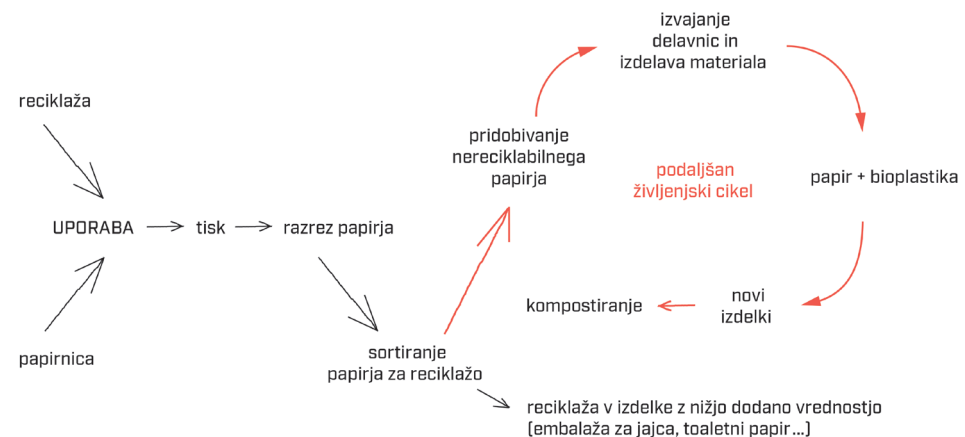 reciklaža
UPORABA
papirnica
tisk
razrez papirja
sortiranje
papirja za reciklažo
reciklaža v izdelke z nižjo dodano vrednostjo
(embalaža za jajca, toaletni papir...)
pridobivanje
nereciklabilnega
papirja
izvajanje
delavnic in
izdelava materiala
podaljšan
življenjski cikel
papir + bioplastika
novi
izdelki
kompostiranje